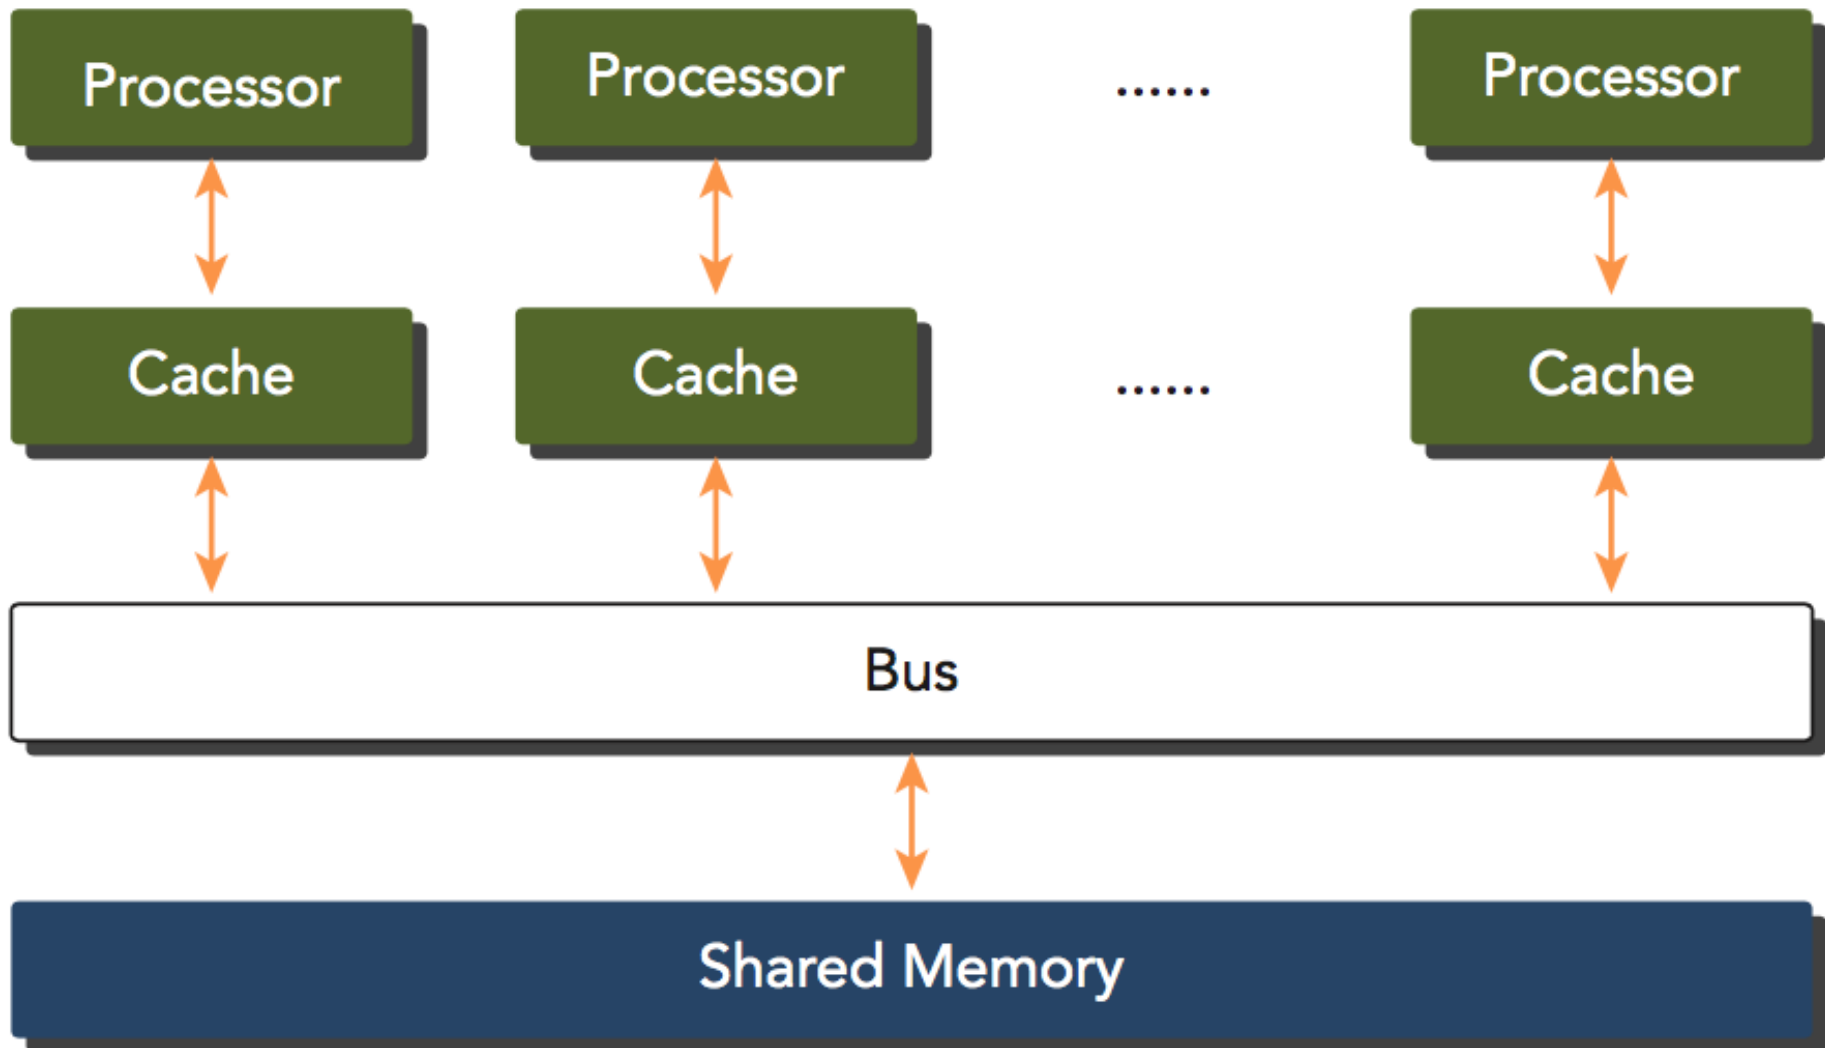 Processor Processor ...... Processor
Cache Cache ...... Cache
Bus
Shared Memory